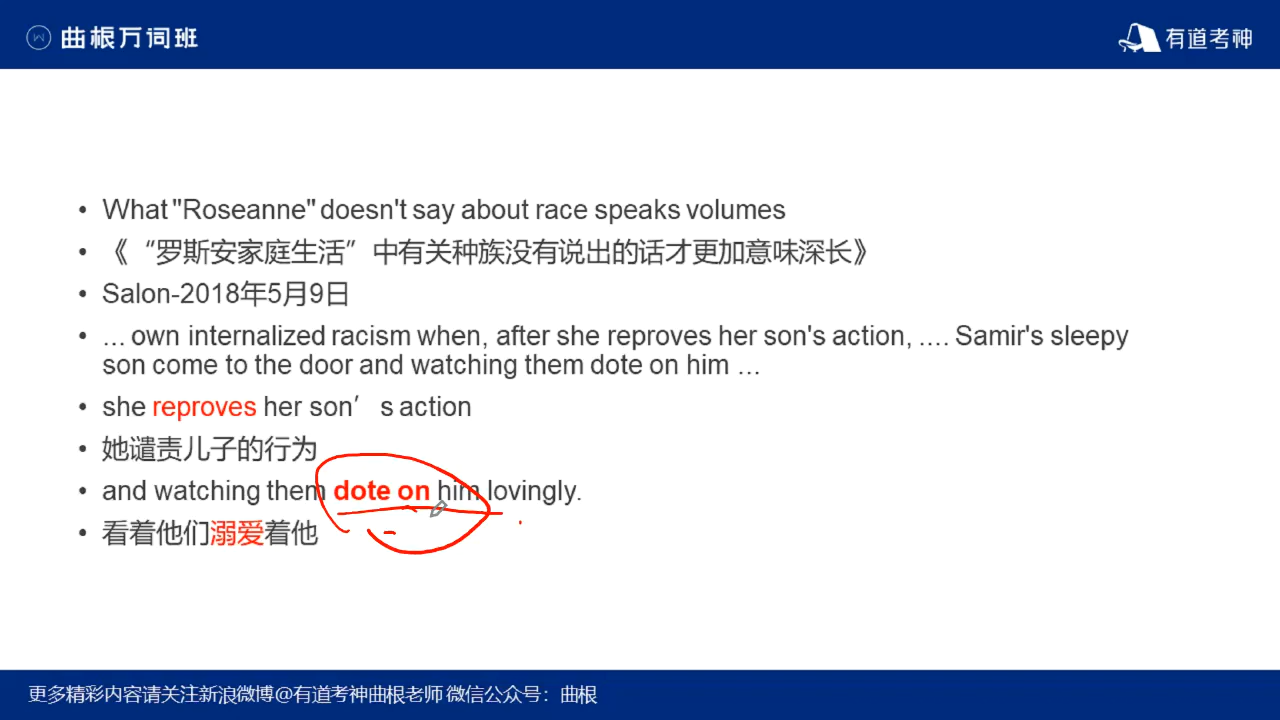 曲根万词班
有道考神
• What "Roseanne" doesn't say about race speaks volumes
• 《 “罗斯安家庭生活” 中有关种族没有说出的话才更加意味深长》
• Salon-2018年5月9日
• ... own internalized racism when, after she reproves her son's action, .... Samir's sleepy
son come to the door and watching them dote on him ...
• she reproves her son’s action
• 她谴责儿子的行为
• and watching them dote on him lovingly.
• 看着他们溺爱着他
更多精彩内容请关注新浪微博@有道考神曲根老师 微信公众号：曲根